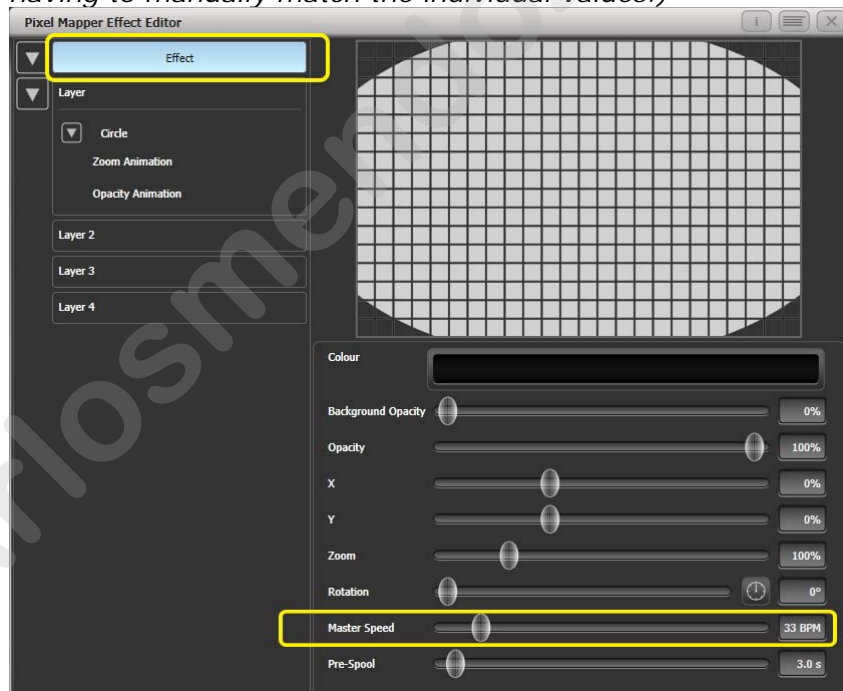 having to manually match the individual values.)
Pixel Mapper Effect Editor
i
Effect
Layer
Circle
Zoom Animation
Opacity Animation
Layer 2
Layer 3
Layer 4
Colour
Background Opacity 0%
Opacity 100%
X 0%
Y 0%
Zoom 100%
Rotation 0°
Master Speed 33 BPM
Pre-Spool 3.0 s
arlosmendo